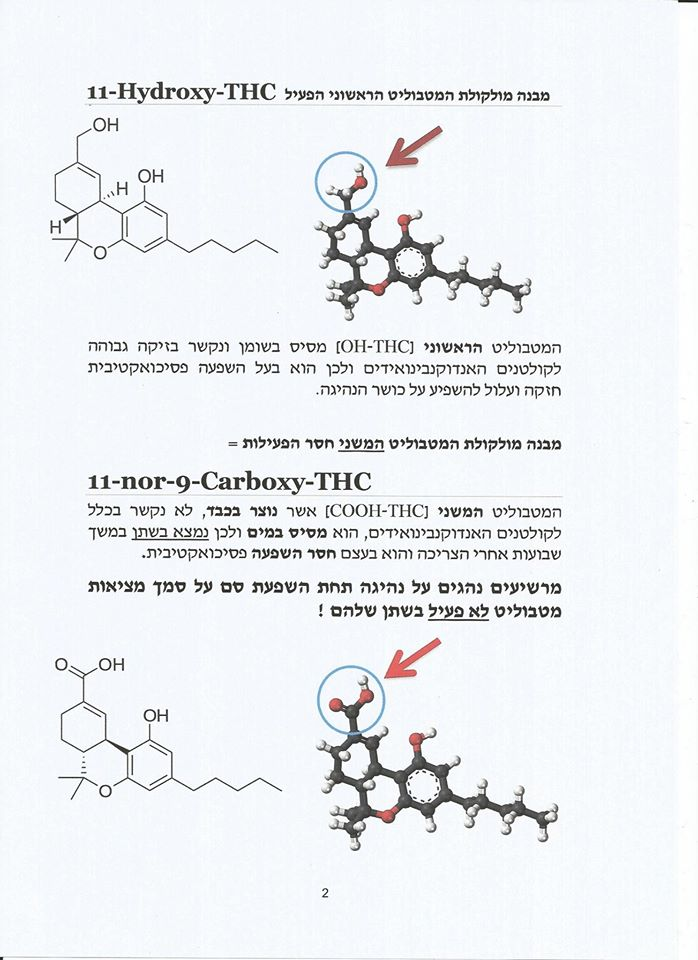 מבנה מולקולת המטבוליט הראשוני הפעיל 11-Hydroxy-THC
OH
OH
H
H
O
המטבוליט הראשוני [OH-THC] מסיס בשומן ונקשר בזיקה גבוהה
לקולטנים האנדוקנבינואידים ולכן הוא בעל השפעה פסיכואקטיבית
חזקה ועלול להשפיע על כושר הנהיגה.
מבנה מולקולת המטבוליט המשני חסר הפעילות =
11-nor-9-Carboxy-THC
המטבוליט המשני [COOH-THC] אשר נוצר בכבד, לא נקשר בכלל
לקולטנים האנדוקנבינואידים, הוא מסיס במים ולכן נמצא בשתן במשך
שבועות אחרי הצריכה והוא בעצם חסר השפעה פסיכואקטיבית.
מרשיעים נהגים על נהיגה תחת השפעת סם על סמך מציאות
מטבוליט לא פעיל בשתן שלהם !
O OH
OH
O
2